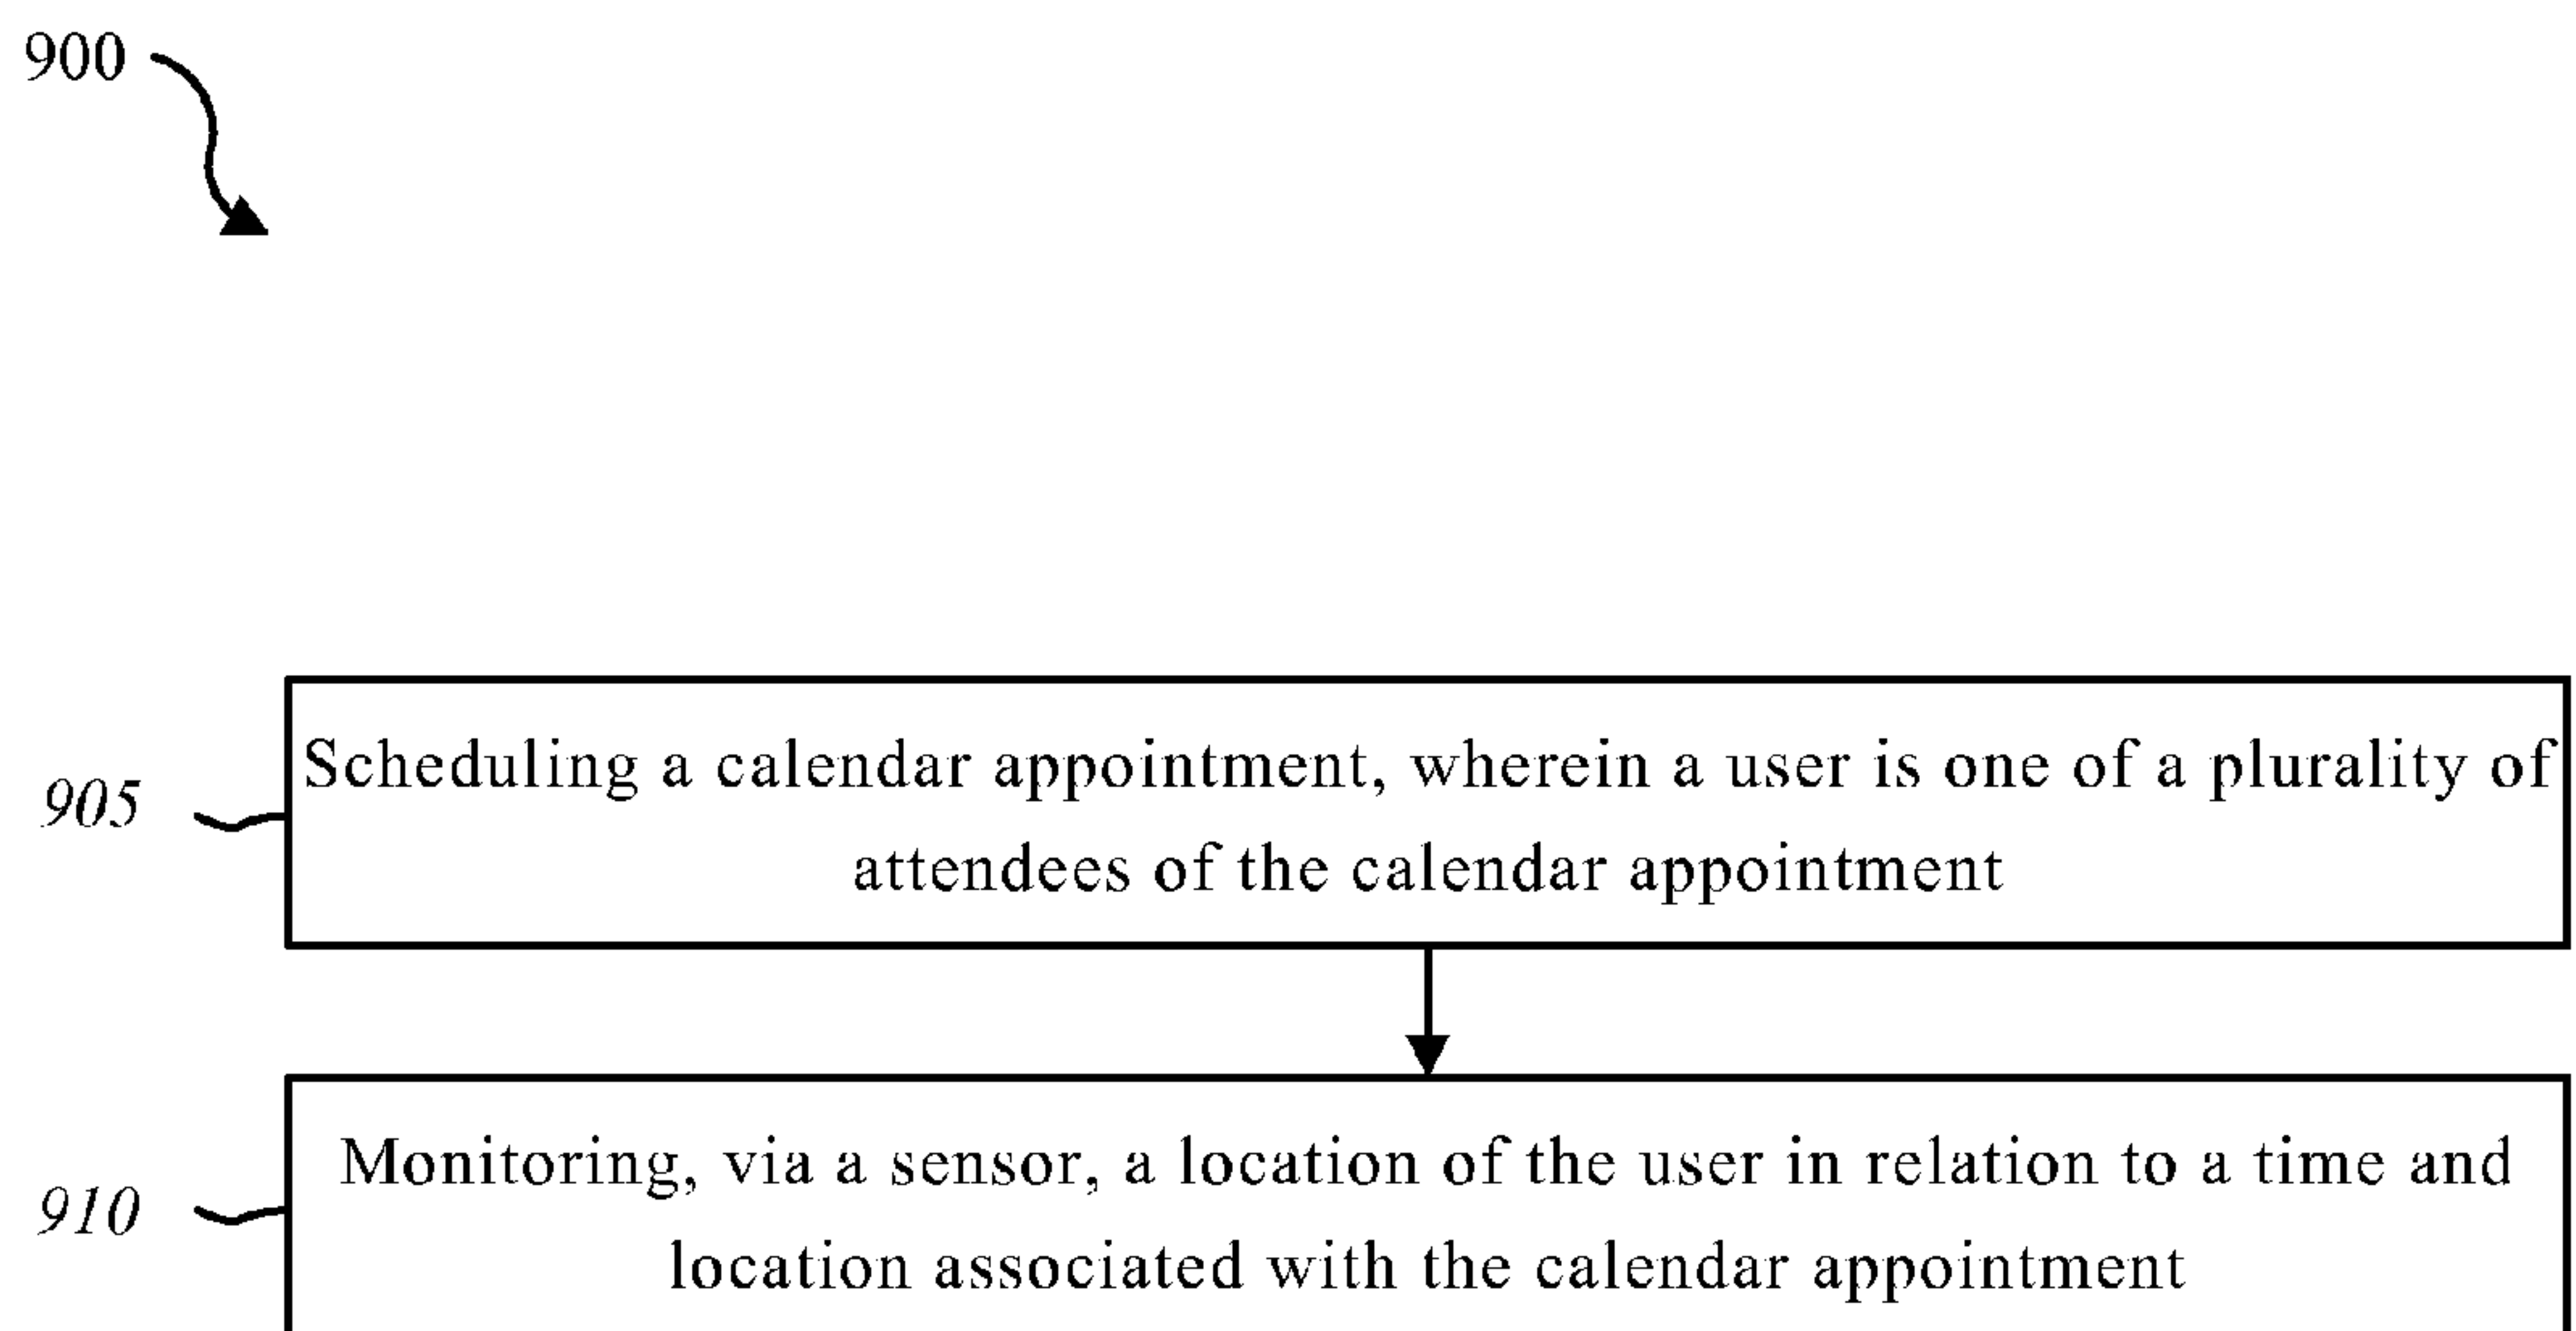 900
905
Scheduling a calendar appointment, wherein a user is one of a plurality of
attendees of the calendar appointment
910
Monitoring, via a sensor, a location of the user in relation to a time and
location associated with the calendar appointment